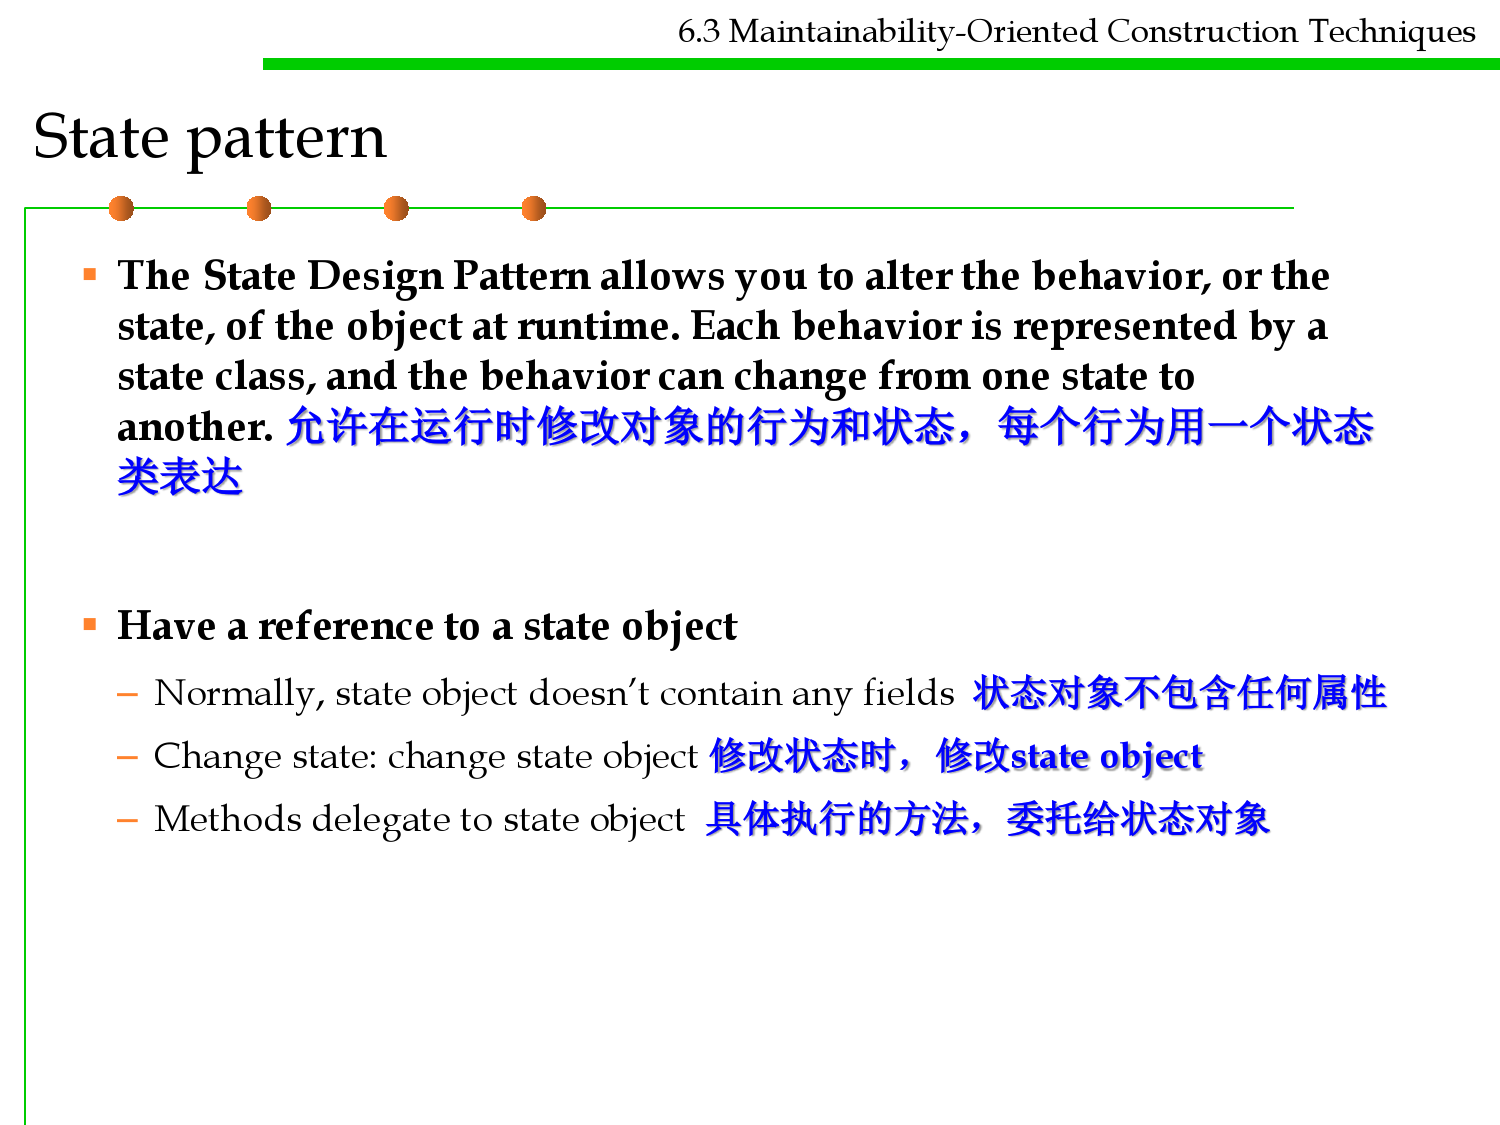 6.3 Maintainability-Oriented Construction Techniques
State pattern
▪ The State Design Pattern allows you to alter the behavior, or the
state, of the object at runtime. Each behavior is represented by a
state class, and the behavior can change from one state to
another. 允许在运行时修改对象的行为和状态，每个行为用一个状态
类表达
▪ Have a reference to a state object
– Normally, state object doesn’t contain any fields 状态对象不包含任何属性
– Change state: change state object 修改状态时，修改state object
– Methods delegate to state object 具体执行的方法，委托给状态对象